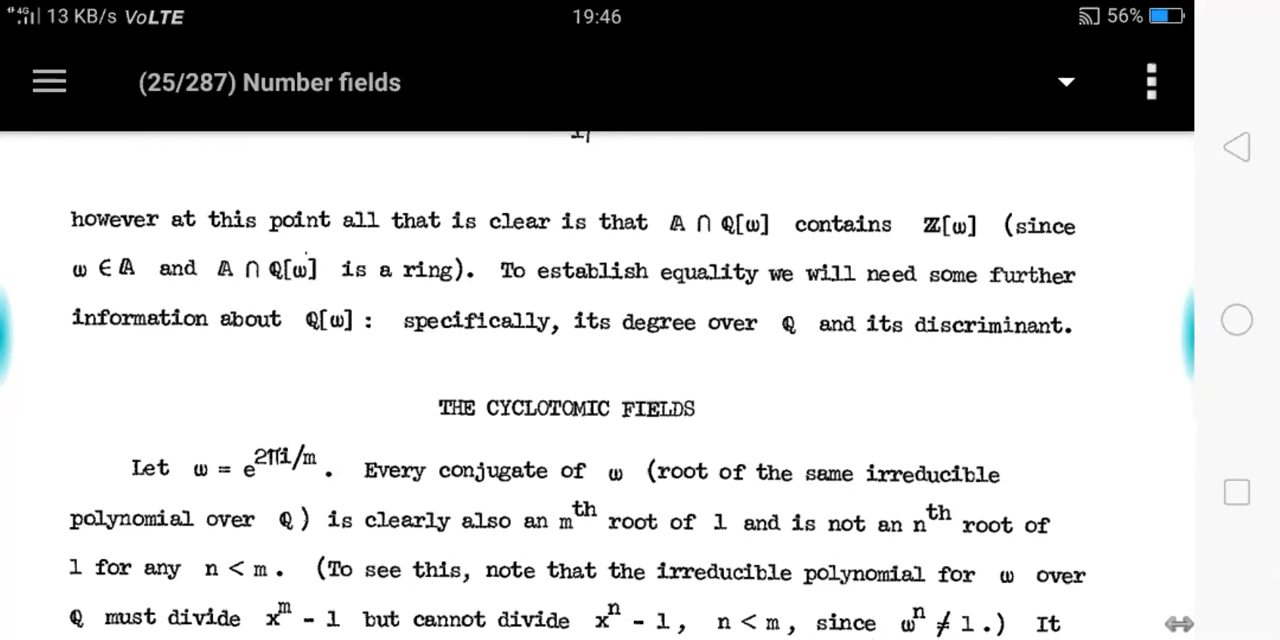 4G 13 KB/s VoLTE 19:46 56%
(25/287) Number fields
17
however at this point all that is clear is that 𝔸 ∩ ℚ[ω] contains ℤ[ω] (since
ω ∈ 𝔸 and 𝔸 ∩ ℚ[ω] is a ring). To establish equality we will need some further
information about ℚ[ω] : specifically, its degree over ℚ and its discriminant.
THE CYCLOTOMIC FIELDS
Let ω = e^{2πi/m} . Every conjugate of ω (root of the same irreducible
polynomial over ℚ ) is clearly also an m^{th} root of 1 and is not an n^{th} root of
1 for any n < m . (To see this, note that the irreducible polynomial for ω over
ℚ must divide x^m - 1 but cannot divide x^n - 1, n < m , since ω^n ≠ 1.) It